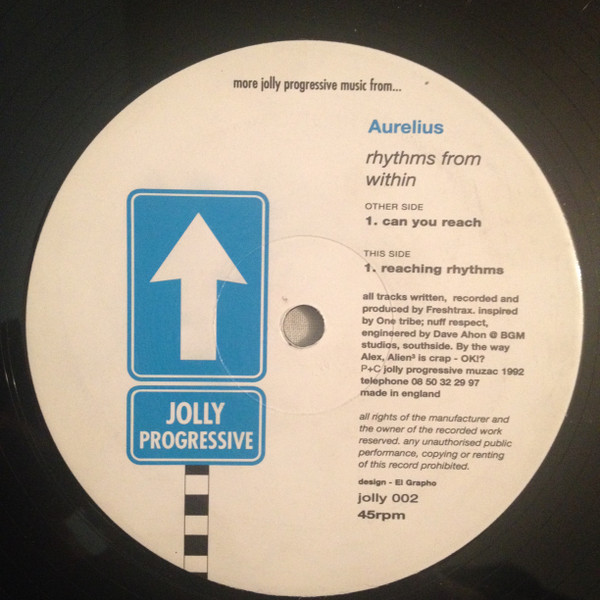 more jolly progressive music from...
Aurelius
rhythms from
within
OTHER SIDE
1. can you reach
THIS SIDE
1. reaching rhythms
all tracks written, recorded and
produced by Freshtrax. inspired
by One tribe; nuff respect,
engineered by Dave Ahon @ BGM
studios, southside. By the way
Alex, Alien³ is crap - OK!?
P+C jolly progressive muzac 1992
telephone 08 50 32 29 97
made in england
all rights of the manufacturer and
the owner of the recorded work
reserved. any unauthorised public
performance, copying or renting
of this record prohibited.
design - El Grapho
jolly 002
45rpm
JOLLY
PROGRESSIVE